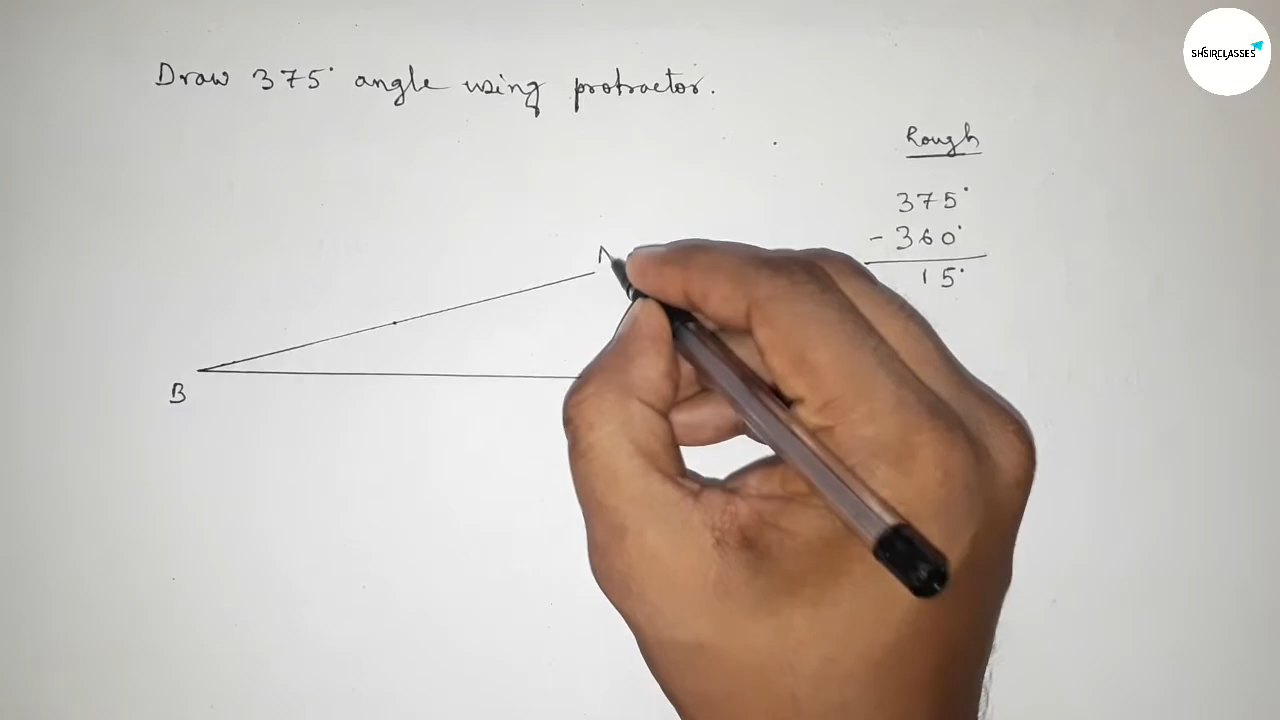 Draw 375° angle using protractor.
SHSIRCLASSES
Rough
375°
- 360°
15°
B